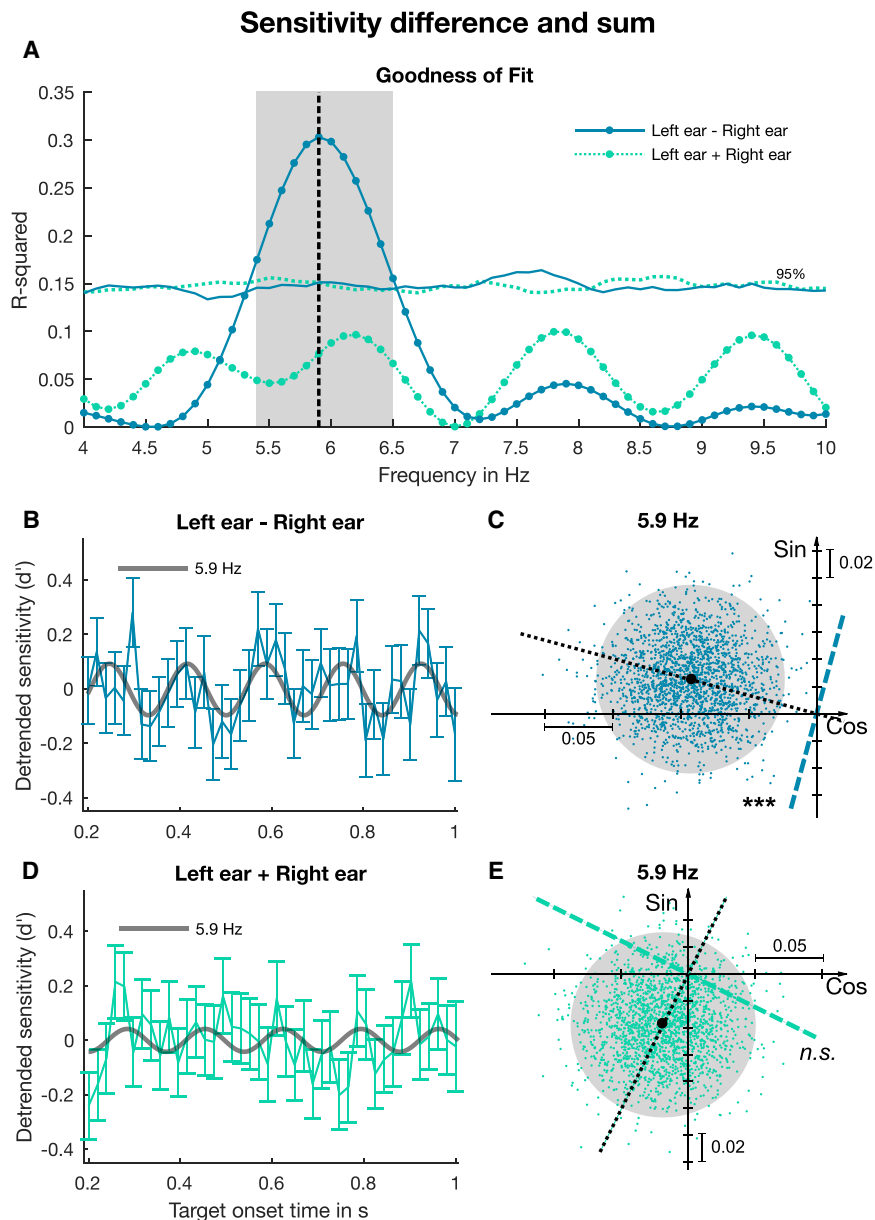 Sensitivity difference and sum
A
Goodness of Fit
R-squared
0.35
0.3
0.25
0.2
0.15
0.1
0.05
0
Left ear - Right ear
Left ear + Right ear
95%
4 4.5 5 5.5 6 6.5 7 7.5 8 8.5 9 9.5 10
Frequency in Hz
B
Left ear - Right ear
5.9 Hz
Detrended sensitivity (d')
0.4
0.2
0
-0.2
-0.4
0.2 0.4 0.6 0.8 1
C
5.9 Hz
Sin
0.02
Cos
0.05
***
D
Left ear + Right ear
5.9 Hz
Detrended sensitivity (d')
0.4
0.2
0
-0.2
-0.4
0.2 0.4 0.6 0.8 1
Target onset time in s
E
5.9 Hz
Sin
0.05
Cos
n.s.
0.02